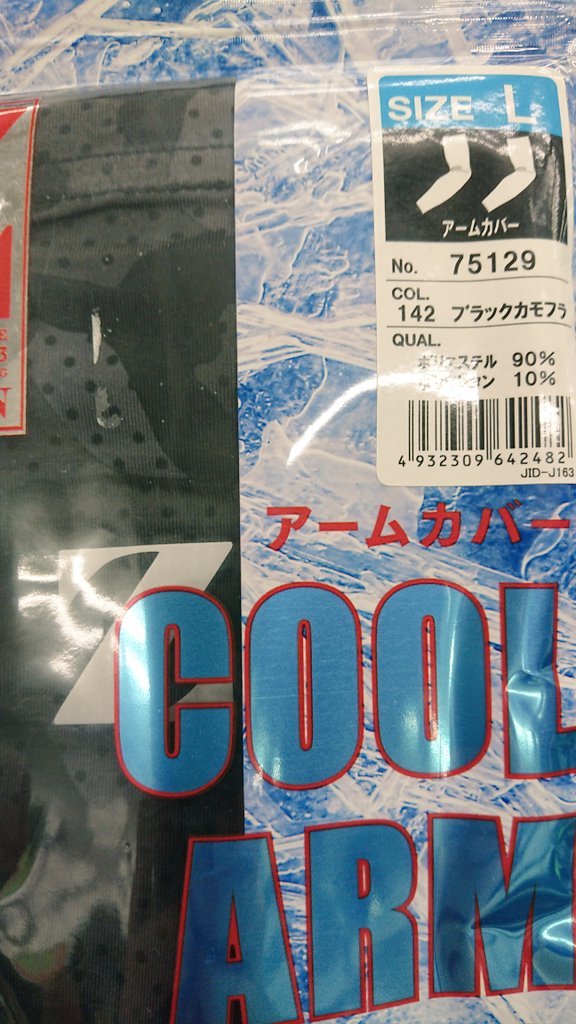 SIZE L
アームカバー
No. 75129
COL.
142 ブラックカモフラ
QUAL.
ポリエステル 90%
10%
4 932309 642482
JID-J163
アームカバー
Z
COOL
ARM
E
3
G
N